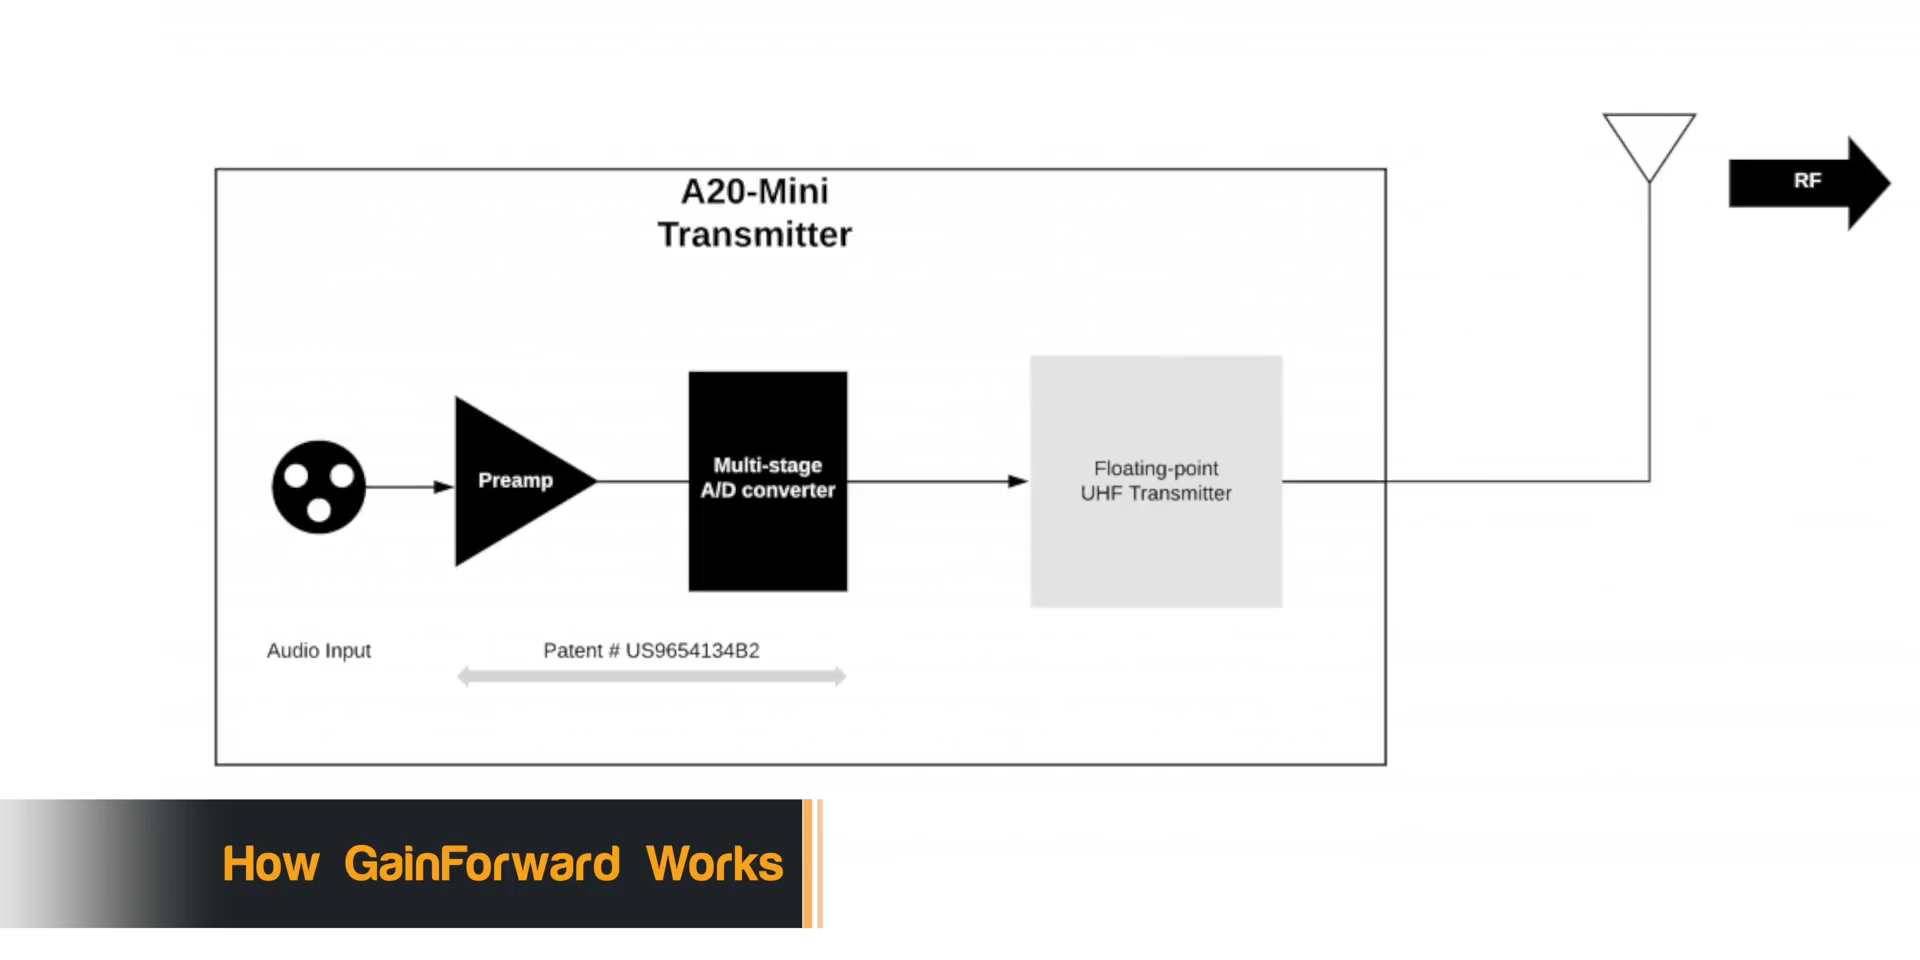 A20-Mini
Transmitter
RF
Preamp
Multi-stage
A/D converter
Floating-point
UHF Transmitter
Audio Input
Patent # US9654134B2
How GainForward Works